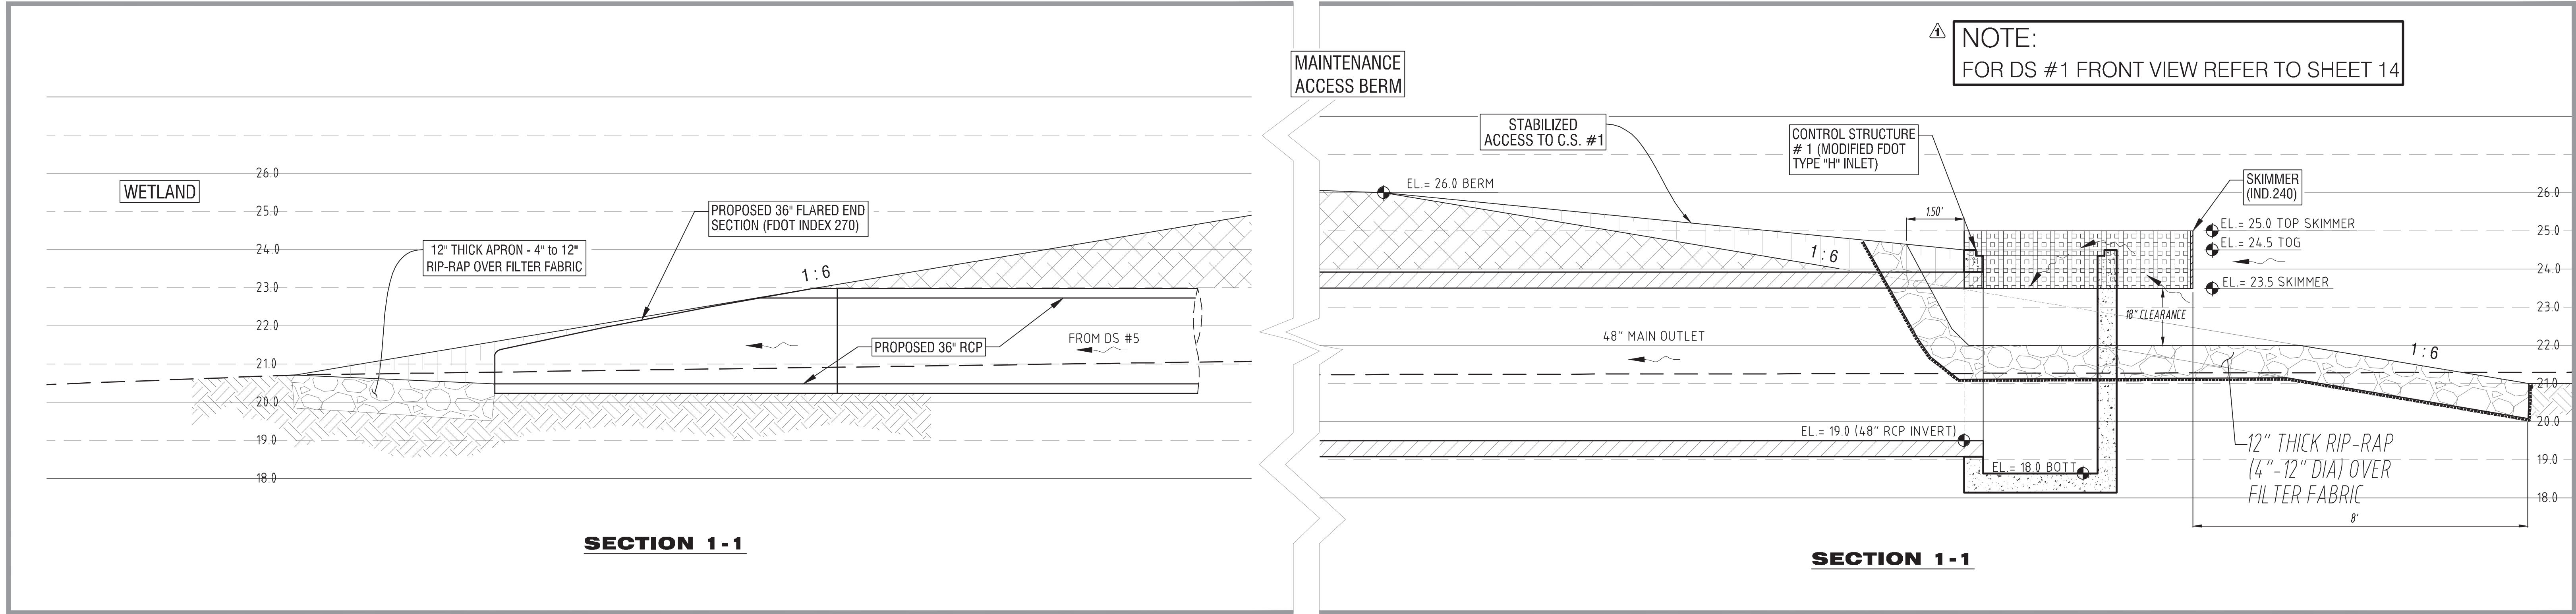 MAINTENANCE
ACCESS BERM
1
NOTE:
FOR DS #1 FRONT VIEW REFER TO SHEET 14
WETLAND
26.0
25.0
24.0
23.0
22.0
21.0
20.0
19.0
18.0
12" THICK APRON - 4" to 12"
RIP-RAP OVER FILTER FABRIC
PROPOSED 36" FLARED END
SECTION (FDOT INDEX 270)
1 : 6
PROPOSED 36" RCP
FROM DS #5
SECTION 1-1
STABILIZED
ACCESS TO C.S. #1
CONTROL STRUCTURE
# 1 (MODIFIED FDOT
TYPE "H" INLET)
SKIMMER
(IND.240)
EL.= 26.0 BERM
1.50'
1 : 6
EL.= 25.0 TOP SKIMMER
EL.= 24.5 TOG
EL.= 23.5 SKIMMER
18" CLEARANCE
48" MAIN OUTLET
1 : 6
EL.= 19.0 (48" RCP INVERT)
EL.= 18.0 BOTT
12" THICK RIP-RAP
(4"-12" DIA) OVER
FILTER FABRIC
8'
26.0
25.0
24.0
23.0
22.0
21.0
20.0
19.0
18.0
SECTION 1-1